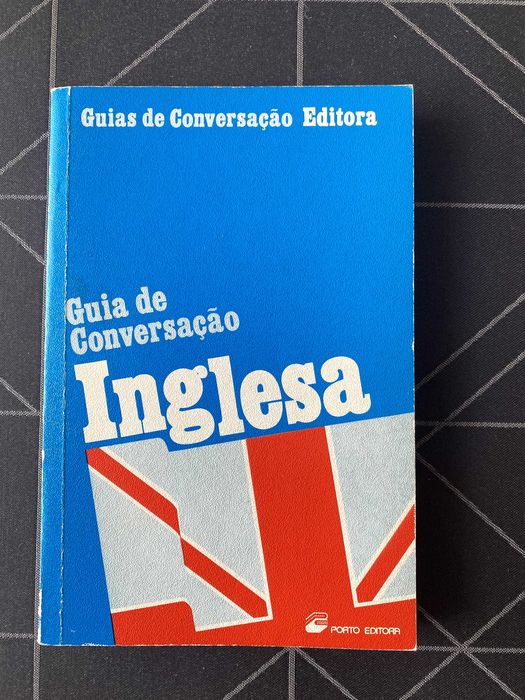 Guias de Conversação Editora
Guia de
Conversação
Inglesa
PORTO EDITORA